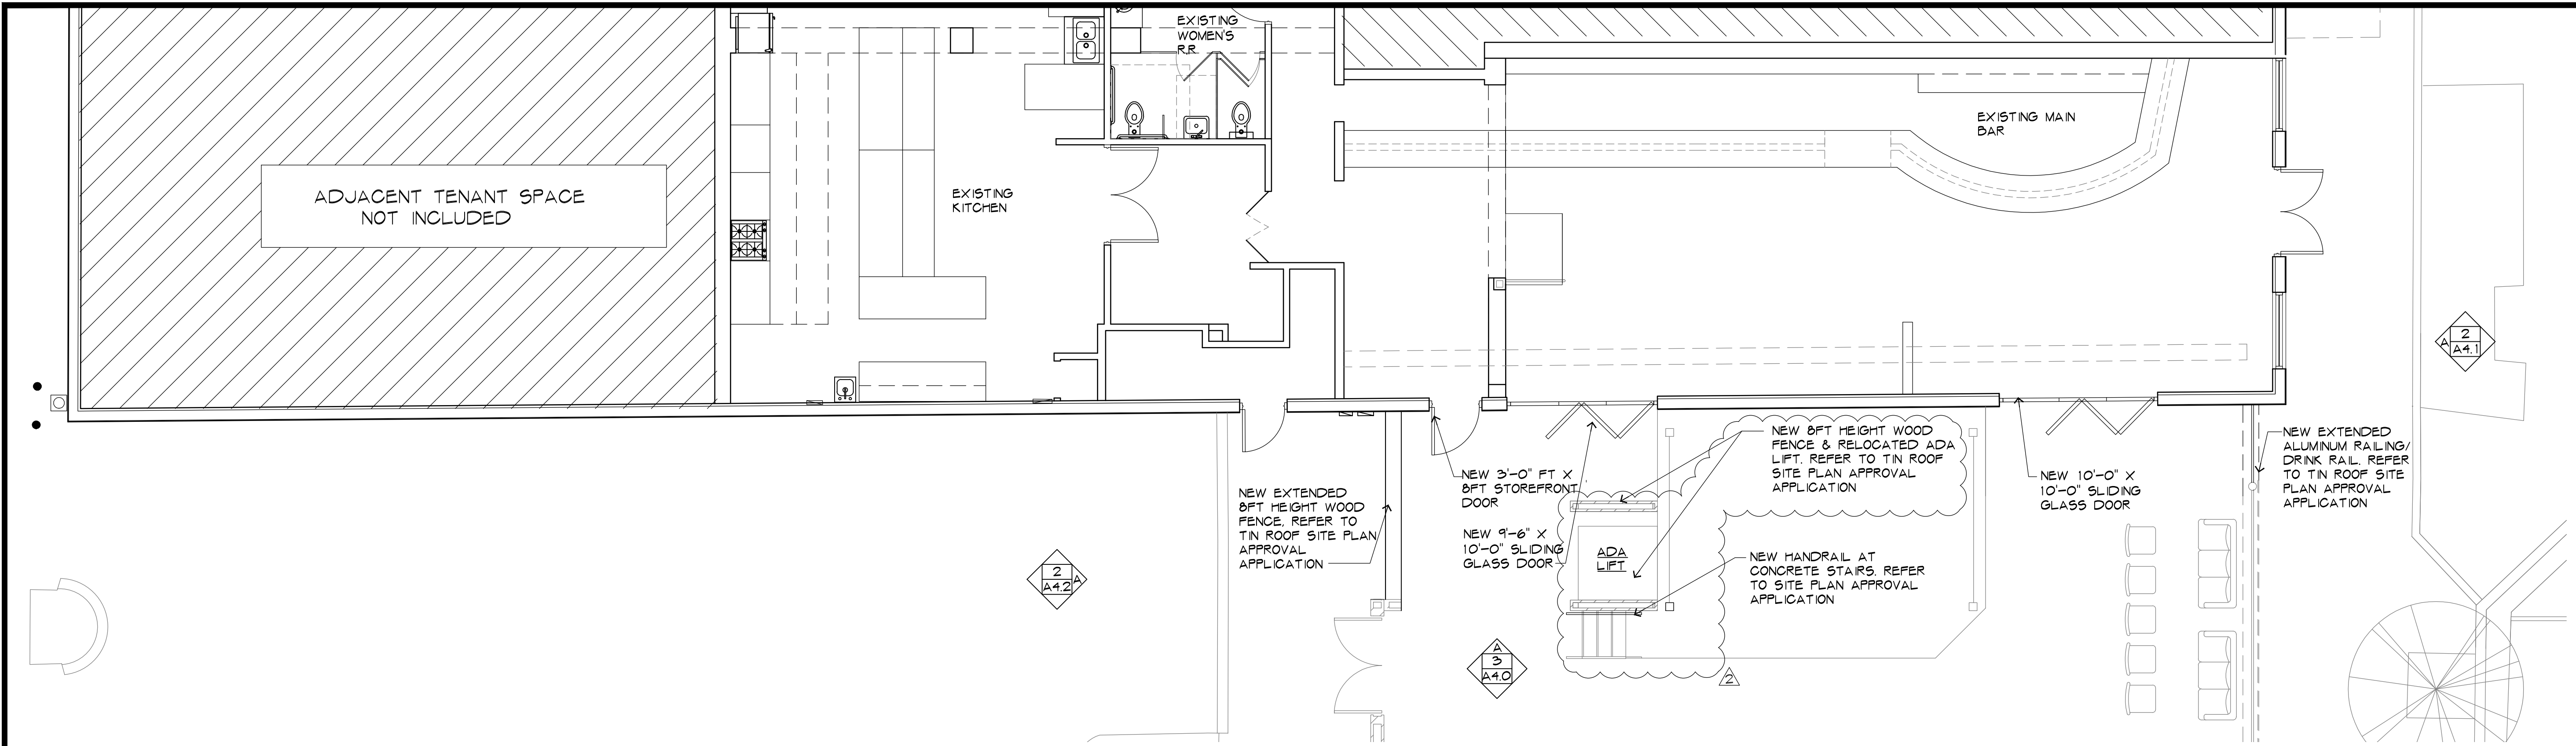 EXISTING
WOMEN'S
R.R.
EXISTING MAIN
BAR
ADJACENT TENANT SPACE
NOT INCLUDED
EXISTING
KITCHEN
2
A
A4.1
NEW 8FT HEIGHT WOOD
FENCE & RELOCATED ADA
LIFT. REFER TO TIN ROOF
SITE PLAN APPROVAL
APPLICATION
NEW EXTENDED
ALUMINUM RAILING/
DRINK RAIL. REFER
TO TIN ROOF SITE
PLAN APPROVAL
APPLICATION
NEW 3'-0" FT X
8FT STOREFRONT
DOOR
NEW 10'-0" X
10'-0" SLIDING
GLASS DOOR
NEW EXTENDED
8FT HEIGHT WOOD
FENCE, REFER TO
TIN ROOF SITE PLAN
APPROVAL
APPLICATION
NEW 9'-6" X
10'-0" SLIDING
GLASS DOOR
ADA
LIFT
NEW HANDRAIL AT
CONCRETE STAIRS. REFER
TO SITE PLAN APPROVAL
APPLICATION
2
A
A4.2
A
3
A4.0
2